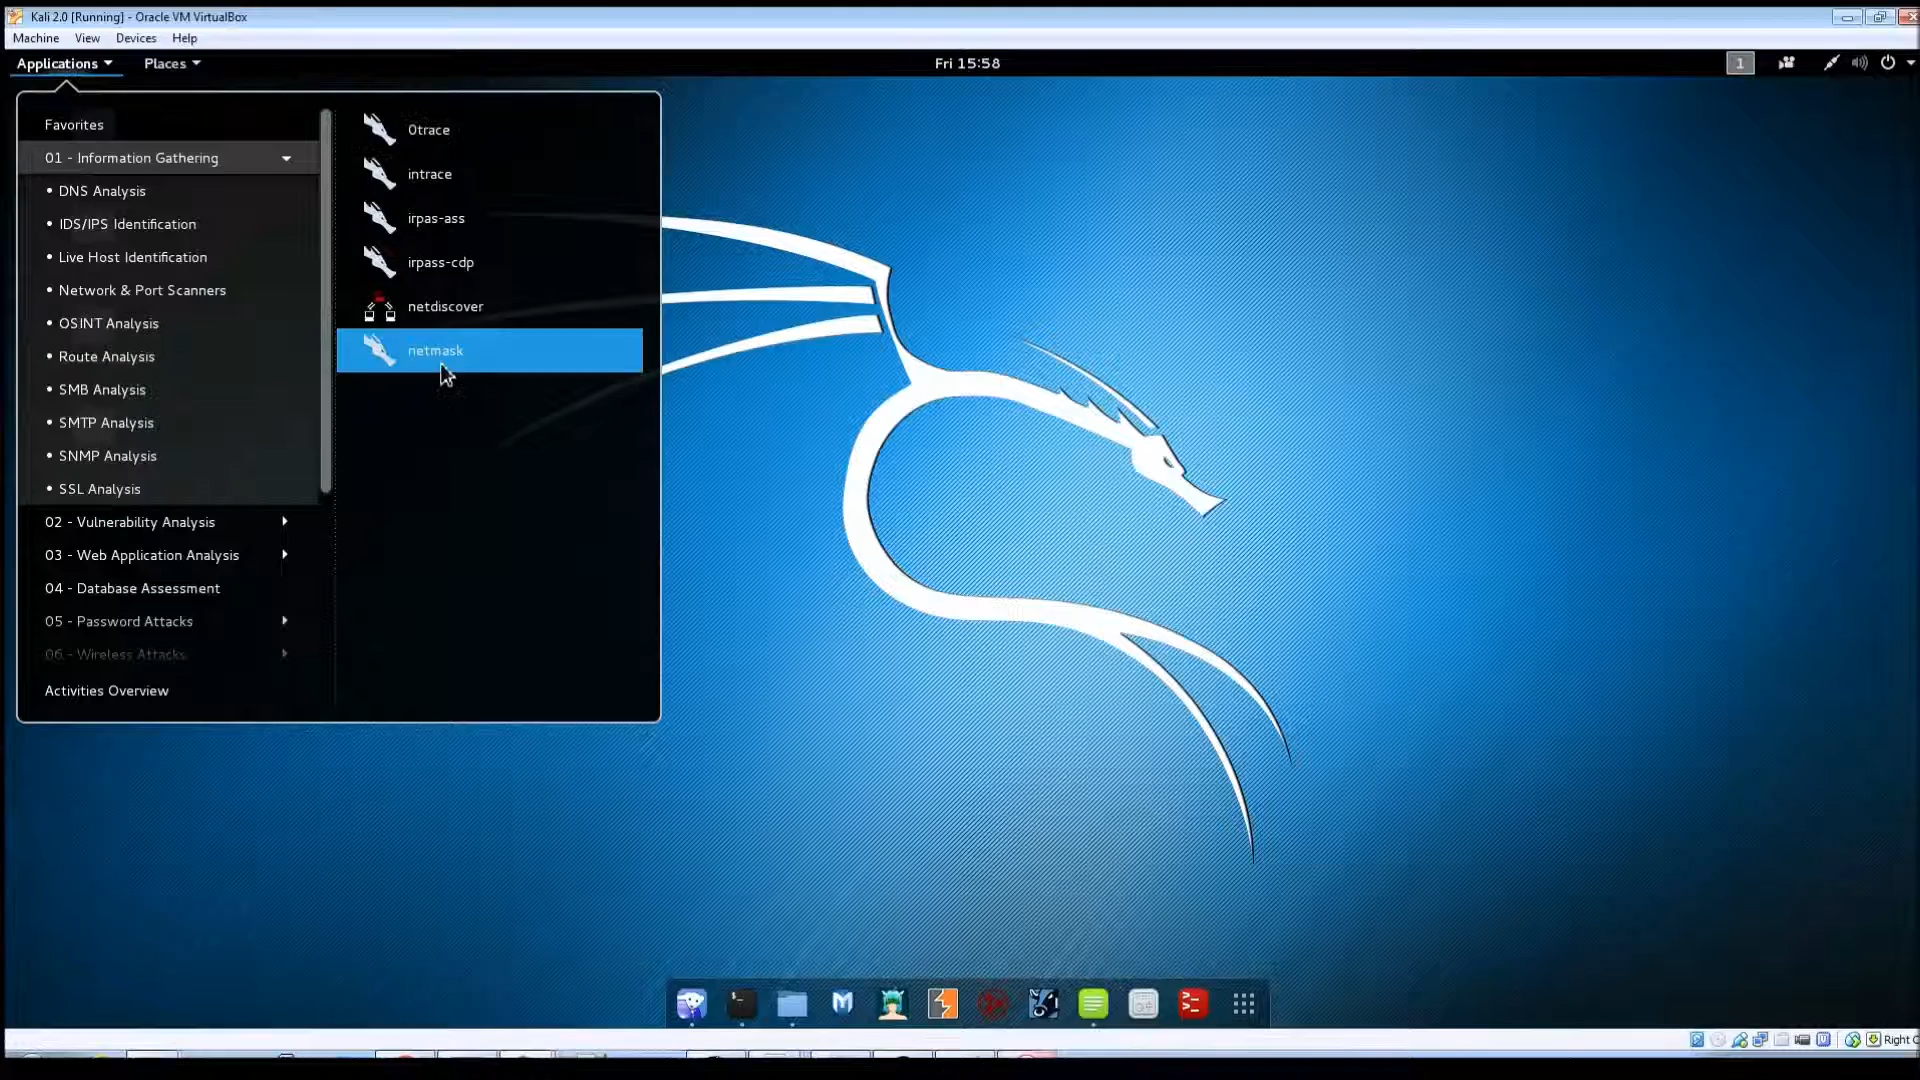 Kali 2.0 [Running] - Oracle VM VirtualBox
Machine View Devices Help
Applications Places Fri 15:58 1
Favorites
01 - Information Gathering
• DNS Analysis
• IDS/IPS Identification
• Live Host Identification
• Network & Port Scanners
• OSINT Analysis
• Route Analysis
• SMB Analysis
• SMTP Analysis
• SNMP Analysis
• SSL Analysis
02 - Vulnerability Analysis
03 - Web Application Analysis
04 - Database Assessment
05 - Password Attacks
06 - Wireless Attacks
Activities Overview
0trace
intrace
irpas-ass
irpass-cdp
netdiscover
netmask
Right C